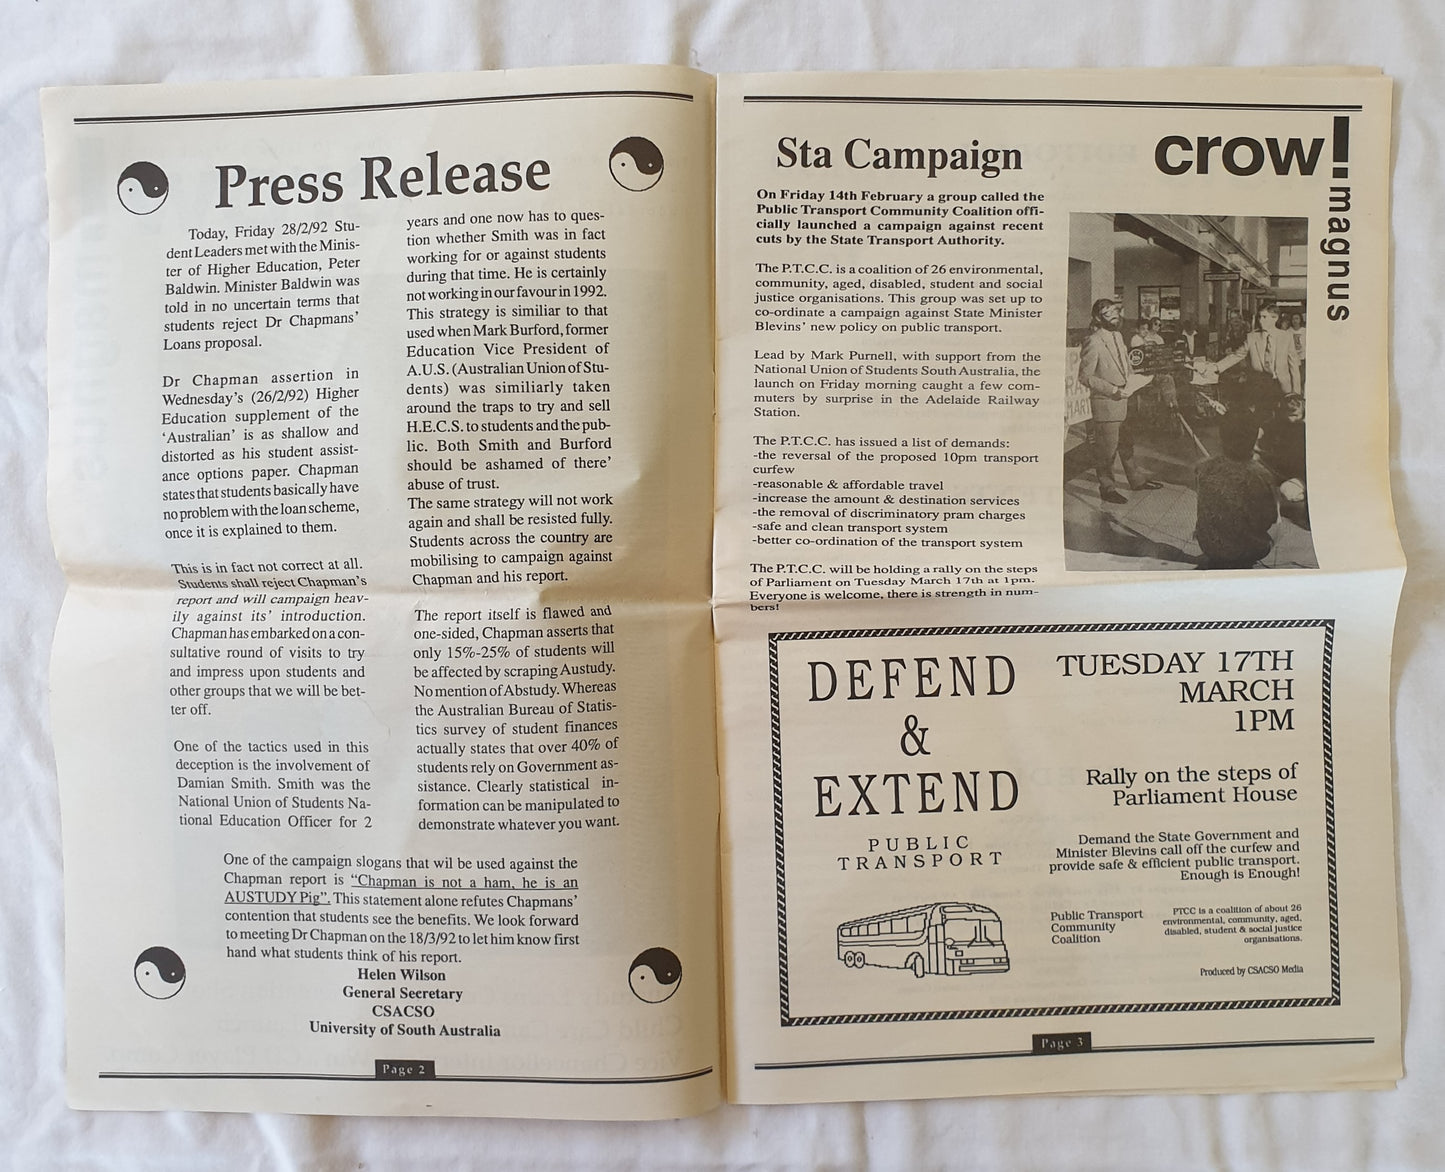 Press Release
Today, Friday 28/2/92 Stu-
dent Leaders met with the Minis-
ter of Higher Education, Peter
Baldwin. Minister Baldwin was
told in no uncertain terms that
students reject Dr Chapmans'
Loans proposal.
Dr Chapman assertion in
Wednesday's (26/2/92) Higher
Education supplement of the
'Australian' is as shallow and
distorted as his student assist-
ance options paper. Chapman
states that students basically have
no problem with the loan scheme,
once it is explained to them.
This is in fact not correct at all.
Students shall reject Chapman's
report and will campaign heav-
ily against its' introduction.
Chapman has embarked on a con-
sultative round of visits to try
and impress upon students and
other groups that we will be bet-
ter off.
One of the tactics used in this
deception is the involvement of
Damian Smith. Smith was the
National Union of Students Na-
tional Education Officer for 2
years and one now has to ques-
tion whether Smith was in fact
working for or against students
during that time. He is certainly
not working in our favour in 1992.
This strategy is similiar to that
used when Mark Burford, former
Education Vice President of
A.U.S. (Australian Union of Stu-
dents) was similiarly taken
around the traps to try and sell
H.E.C.S. to students and the pub-
lic. Both Smith and Burford
should be ashamed of there'
abuse of trust.
The same strategy will not work
again and shall be resisted fully.
Students across the country are
mobilising to campaign against
Chapman and his report.
The report itself is flawed and
one-sided, Chapman asserts that
only 15%-25% of students will
be affected by scraping Austudy.
No mention of Abstudy. Whereas
the Australian Bureau of Statis-
tics survey of student finances
actually states that over 40% of
students rely on Government as-
sistance. Clearly statistical in-
formation can be manipulated to
demonstrate whatever you want.
One of the campaign slogans that wil be used against the
Chapman report is "Chapman is not a ham, he is an
AUSTUDY Pig". This statement alone refutes Chapmans'
contention that students see the benefits. We look forward
to meeting Dr Chapman on the 18/3/92 to let him know first
hand what students think of his report.
Helen Wilson
General Secretary
CSACSO
University of South Australia
Page 2
crow!
magnus
Sta Campaign
On Friday 14th February a group called the
Public Transport Community Coalition offi-
cially launched a campaign against recent
cuts by the State Transport Authority.
The P.T.C.C. is a coalition of 26 environmental,
community, aged, disabled, student and social
justice organisations. This group was set up to
co-ordinate a campaign against State Minister
Blevins' new policy on public transport.
Lead by Mark Purnell, with support from the
National Union of Students South Australia, the
launch on Friday morning caught a few com-
muters by surprise in the Adelaide Railway
Station.
The P.T.C.C. has issued a list of demands:
-the reversal of the proposed 10pm transport
curfew
-reasonable & affordable travel
-increase the amount & destination services
-the removal of discriminatory pram charges
-safe and clean transport system
-better co-ordination of the transport system
The P.T.C.C. will be holding a rally on the steps
of Parliament on Tuesday March 17th at 1pm.
Everyone is welcome, there is strength in num-
bers!
DEFEND
&
EXTEND
PUBLIC
TRANSPORT
TUESDAY 17TH
MARCH
1PM
Rally on the steps of
Parliament House
Demand the State Government and
Minister Blevins call off the curfew and
provide safe & efficient public transport.
Enough is Enough!
Public Transport
Community
Coalition
PTCC is a coalition of about 26
environmental, community, aged,
disabled, student & social justice
organisations.
Produced by CSACSO Media
Page 3